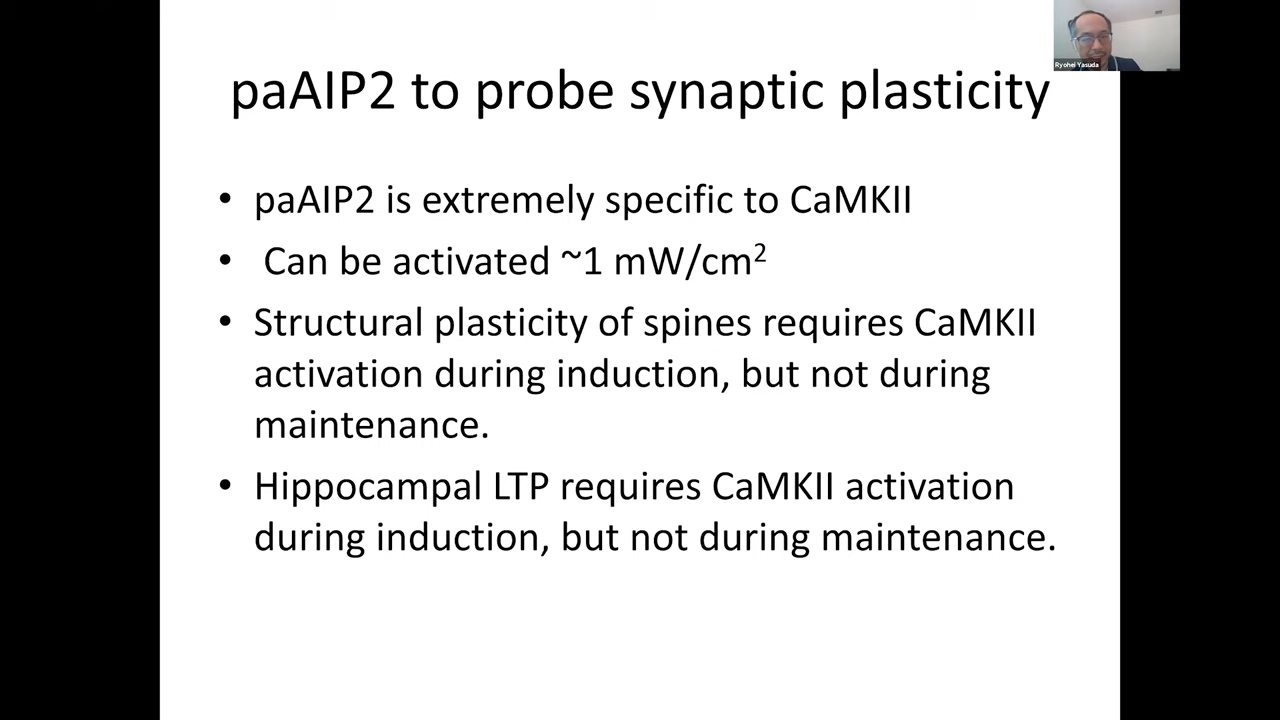 Ryohei Yasuda
paAIP2 to probe synaptic plasticity
• paAIP2 is extremely specific to CaMKII
• Can be activated ~1 mW/cm²
• Structural plasticity of spines requires CaMKII
activation during induction, but not during
maintenance.
• Hippocampal LTP requires CaMKII activation
during induction, but not during maintenance.